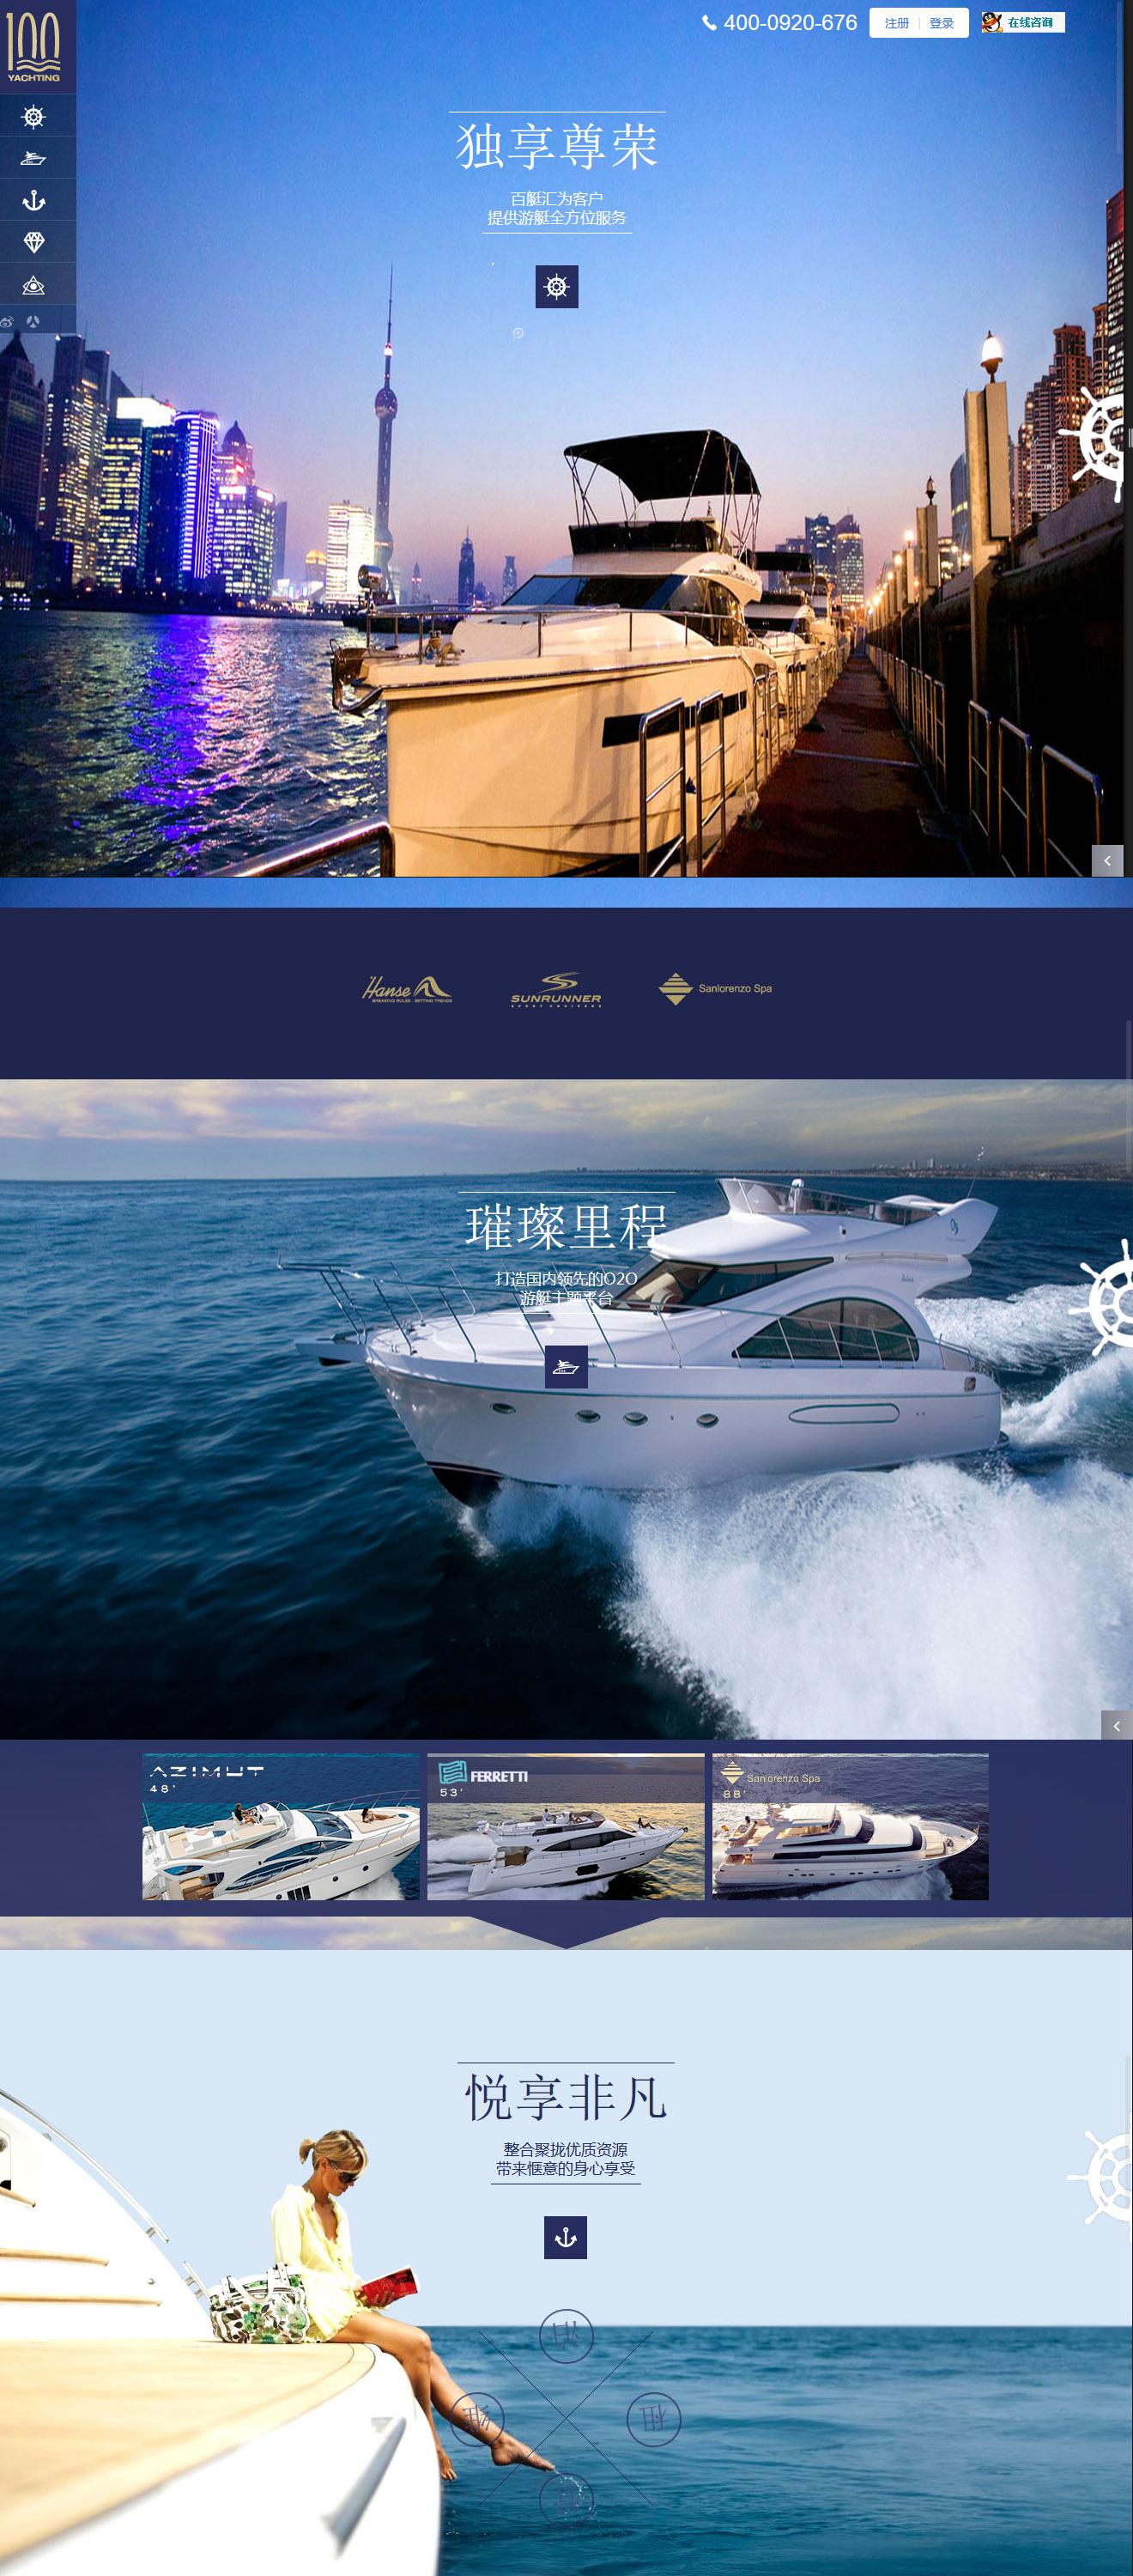 100
YACHTING
400-0920-676
注册 | 登录
在线咨询
独享尊荣
百艇汇为客户
提供游艇全方位服务
Hanse
BREAKING RULES . SETTING TRENDS
SUNRUNNER
SPORT CRUISERS
Sanlorenzo Spa
璀璨里程
打造国内领先的O2O
游艇主题平台
AZIMUT
48'
FERRETTI
53'
Sanlorenzo Spa
88'
悦享非凡
整合聚拢优质资源
带来惬意的身心享受